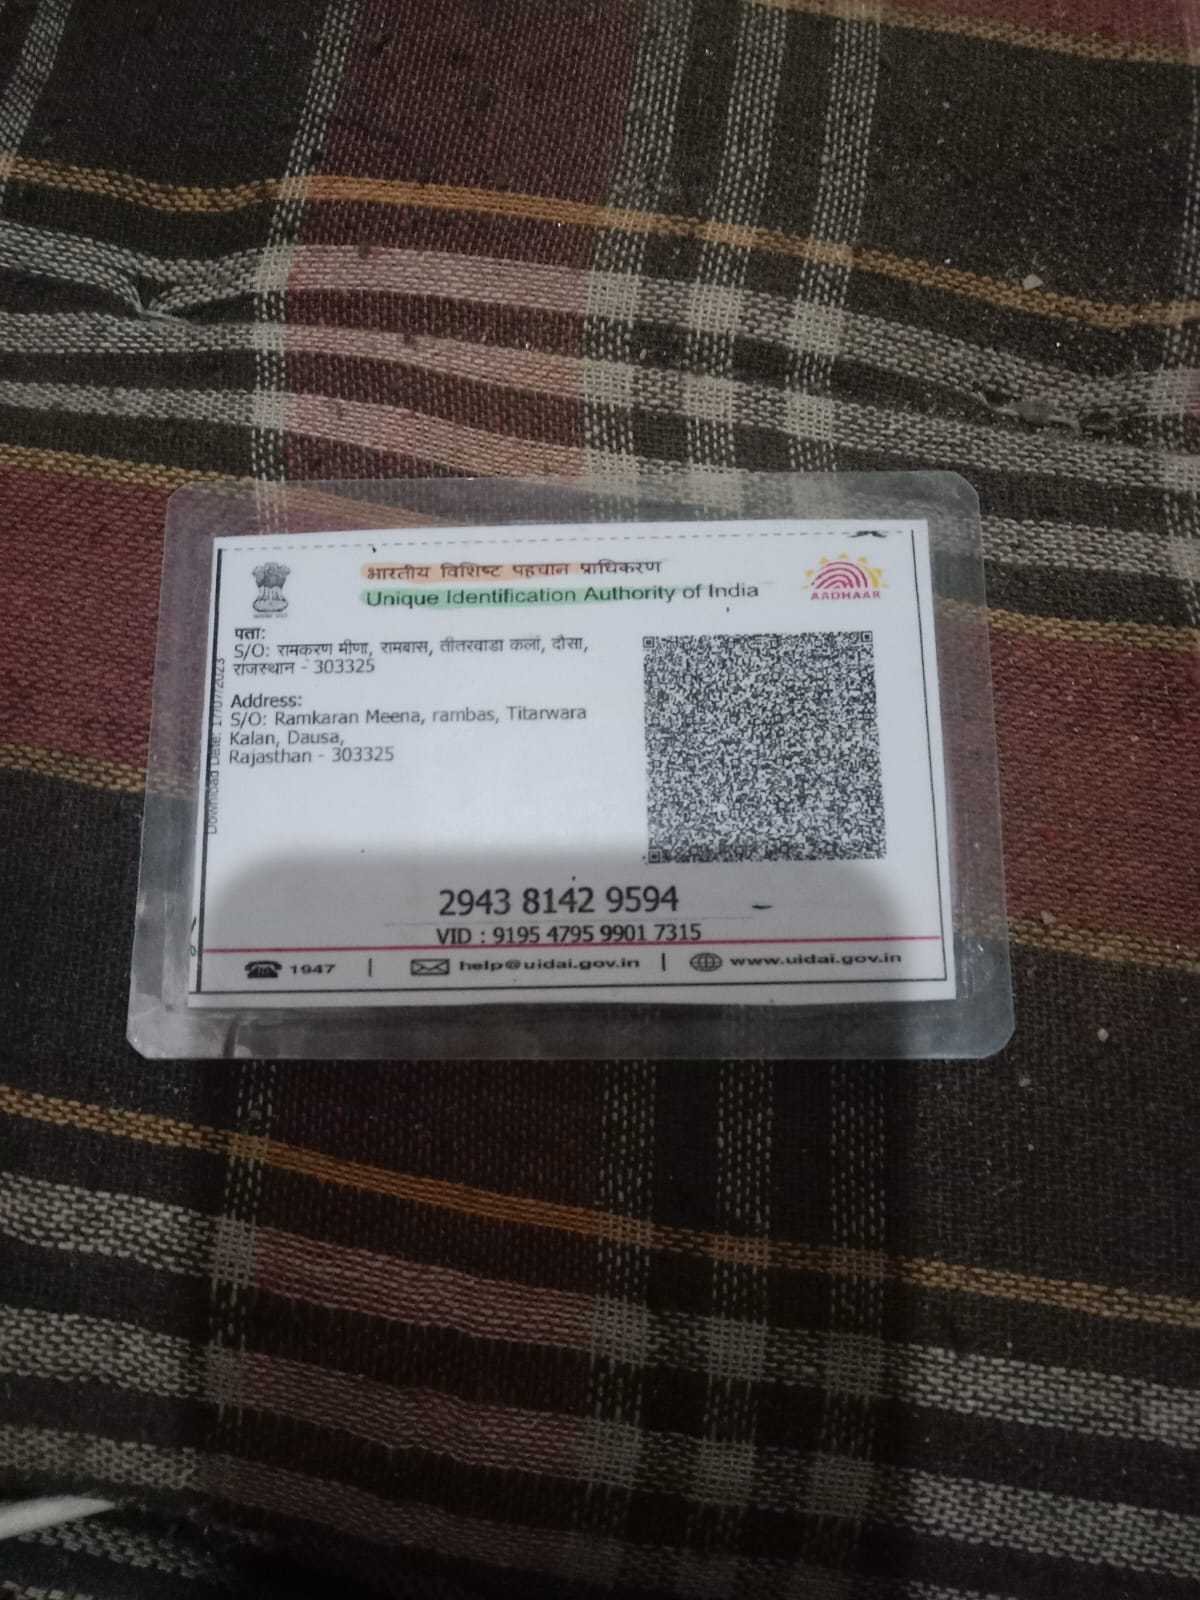 भारतीय विशिष्ट पहचान प्राधिकरण
Unique Identification Authority of India
AADHAAR
पता:
S/O: रामकरण मीणा, रामबास, तीतरवाडा कलां, दौसा,
राजस्थान - 303325
Address:
S/O: Ramkaran Meena, rambas, Titarwara
Kalan, Dausa,
Rajasthan - 303325
Download Date: 17/07/2023
2943 8142 9594
VID : 9195 4795 9901 7315
1947 | help@uidai.gov.in | www.uidai.gov.in